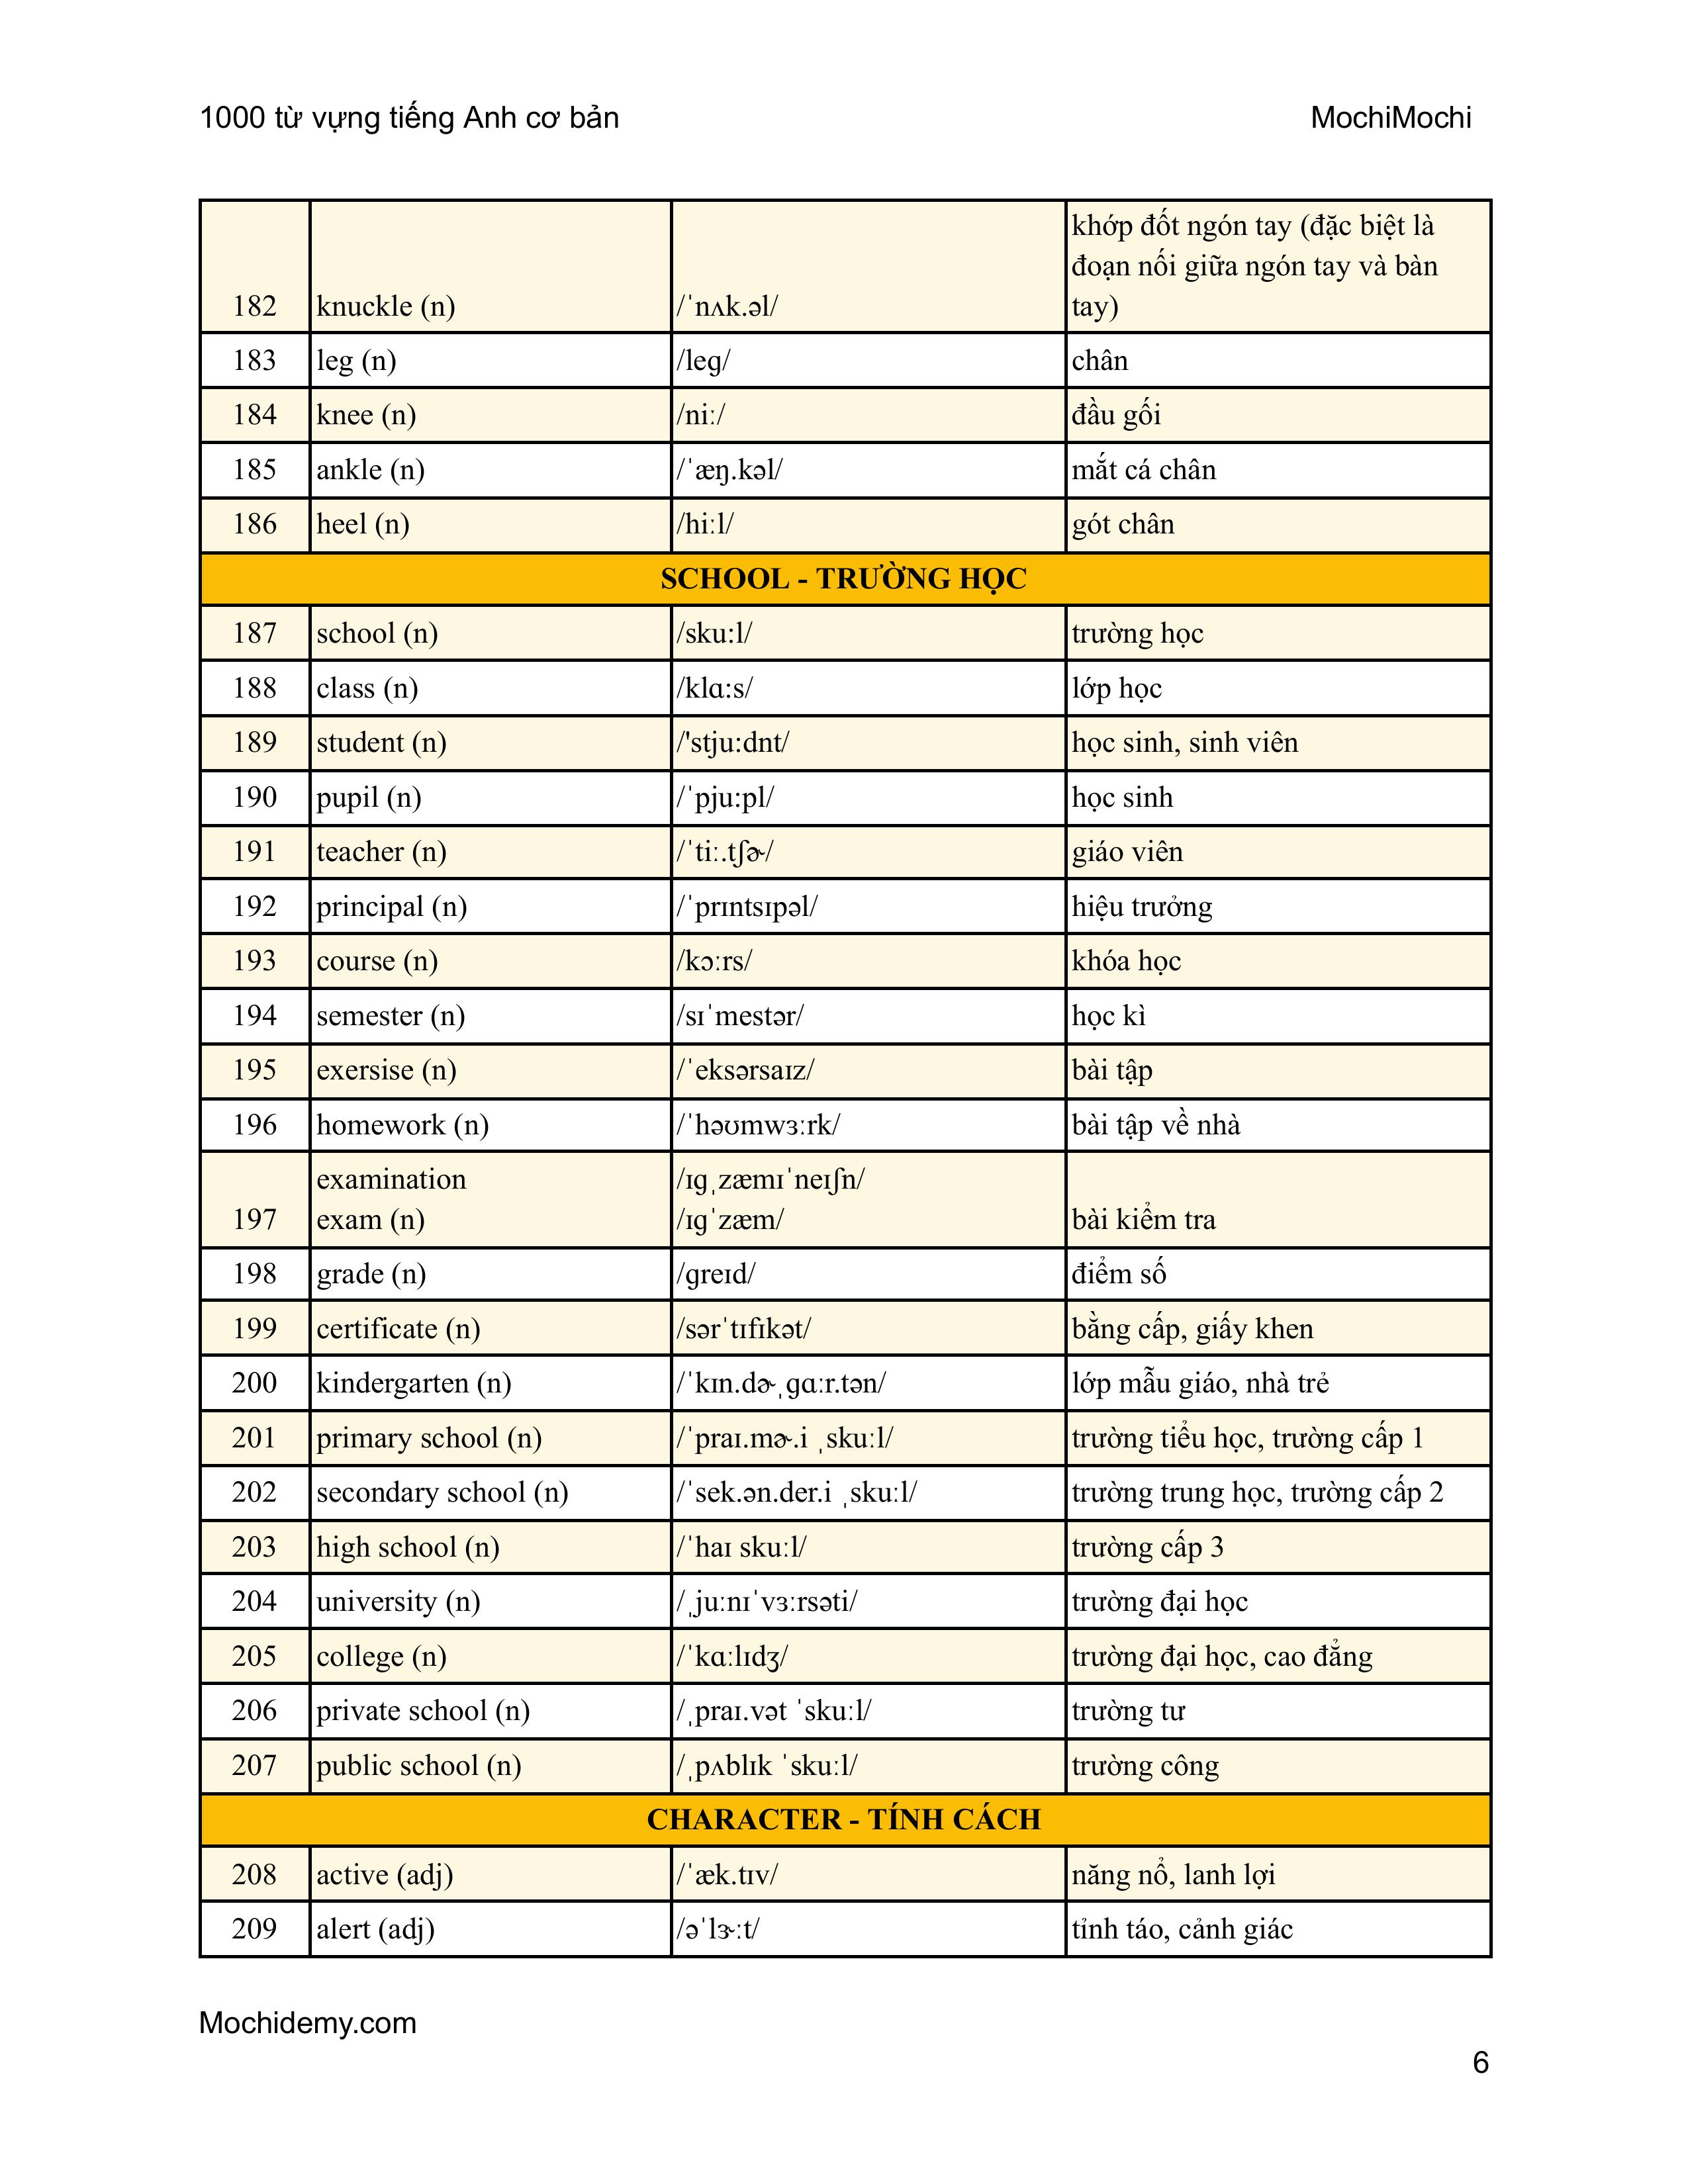 1000 từ vựng tiếng Anh cơ bản MochiMochi
182 knuckle (n) /ˈnʌk.əl/ khớp đốt ngón tay (đặc biệt là
đoạn nối giữa ngón tay và bàn
tay)
183 leg (n) /leɡ/ chân
184 knee (n) /niː/ đầu gối
185 ankle (n) /ˈæŋ.kəl/ mắt cá chân
186 heel (n) /hiːl/ gót chân
SCHOOL - TRƯỜNG HỌC
187 school (n) /sku:l/ trường học
188 class (n) /klɑ:s/ lớp học
189 student (n) /'stju:dnt/ học sinh, sinh viên
190 pupil (n) /ˈpju:pl/ học sinh
191 teacher (n) /ˈtiː.tʃɚ/ giáo viên
192 principal (n) /ˈprɪntsɪpəl/ hiệu trưởng
193 course (n) /kɔːrs/ khóa học
194 semester (n) /sɪˈmestər/ học kì
195 exersise (n) /ˈeksərsaɪz/ bài tập
196 homework (n) /ˈhəʊmwɜːrk/ bài tập về nhà
examination /ɪɡˌzæmɪˈneɪʃn/
197 exam (n) /ɪɡˈzæm/ bài kiểm tra
198 grade (n) /ɡreɪd/ điểm số
199 certificate (n) /sərˈtɪfɪkət/ bằng cấp, giấy khen
200 kindergarten (n) /ˈkɪn.dɚˌɡɑːr.tən/ lớp mẫu giáo, nhà trẻ
201 primary school (n) /ˈpraɪ.mɚ.i ˌskuːl/ trường tiểu học, trường cấp 1
202 secondary school (n) /ˈsek.ən.der.i ˌskuːl/ trường trung học, trường cấp 2
203 high school (n) /ˈhaɪ skuːl/ trường cấp 3
204 university (n) /ˌjuːnɪˈvɜːrsəti/ trường đại học
205 college (n) /ˈkɑːlɪdʒ/ trường đại học, cao đẳng
206 private school (n) /ˌpraɪ.vət ˈskuːl/ trường tư
207 public school (n) /ˌpʌblɪk ˈskuːl/ trường công
CHARACTER - TÍNH CÁCH
208 active (adj) /ˈæk.tɪv/ năng nổ, lanh lợi
209 alert (adj) /əˈlɝːt/ tỉnh táo, cảnh giác
Mochidemy.com
6